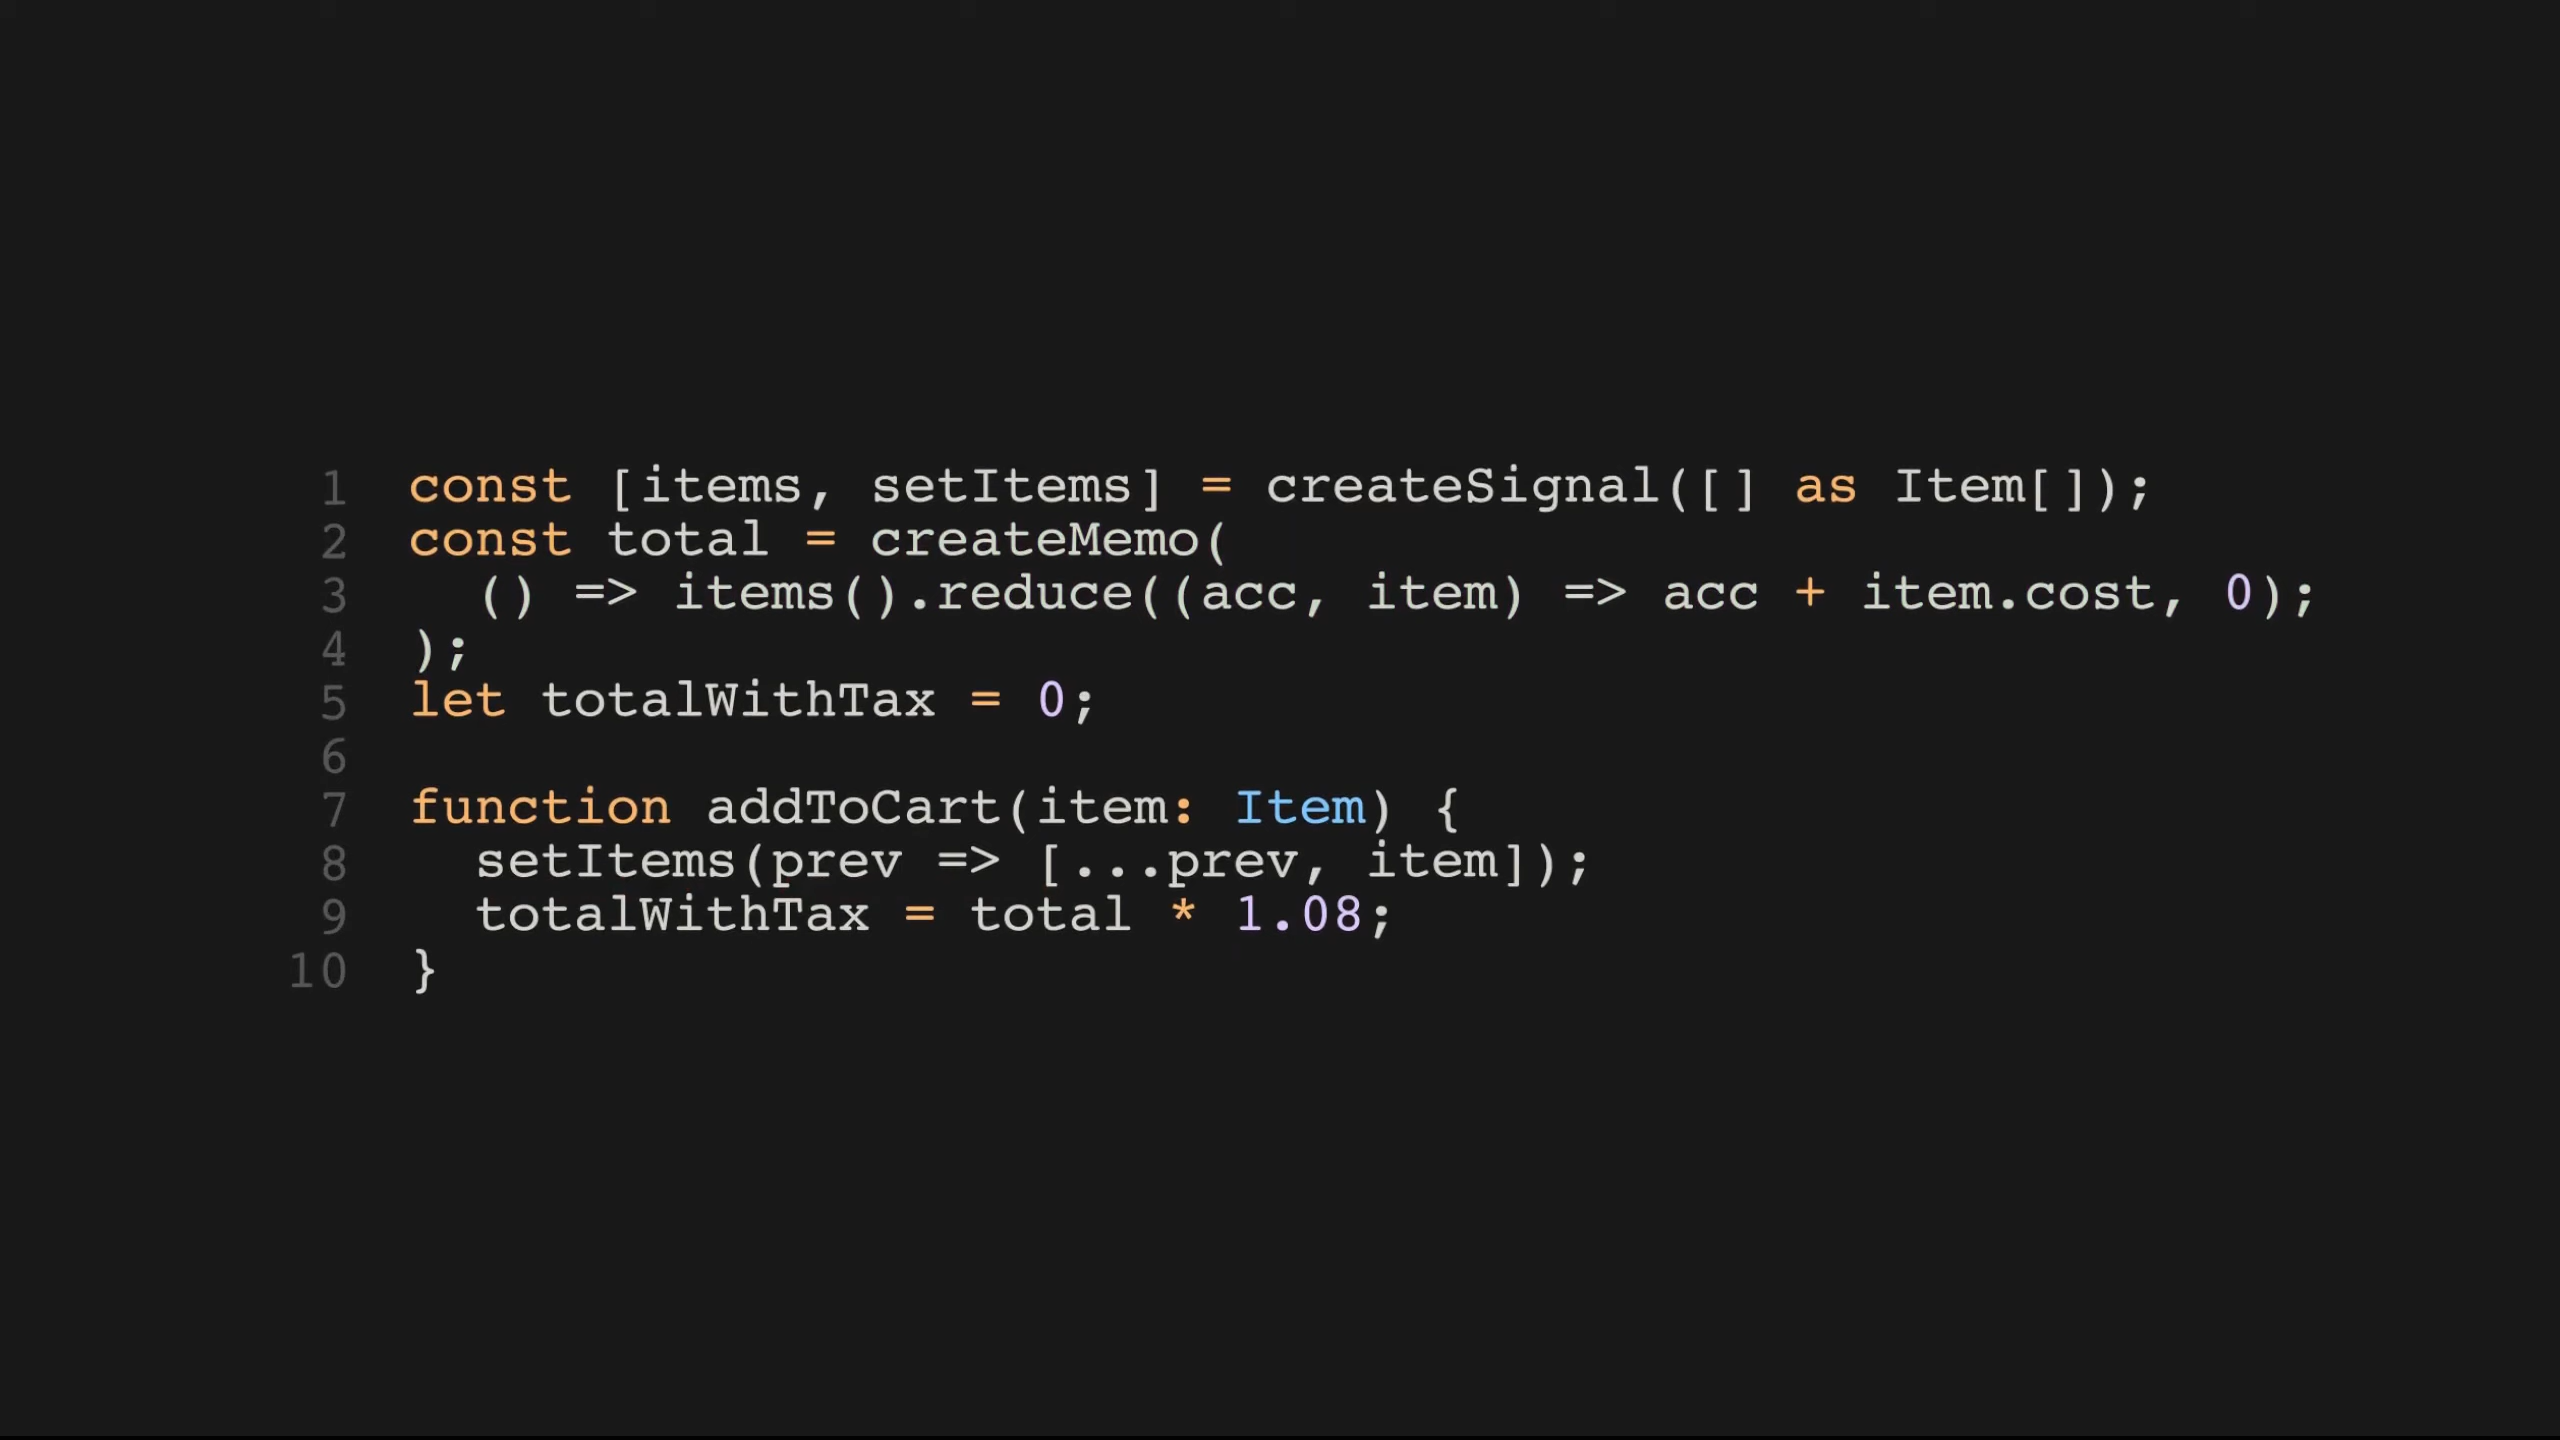 1 const [items, setItems] = createSignal([] as Item[]);
2 const total = createMemo(
3   () => items().reduce((acc, item) => acc + item.cost, 0);
4 );
5 let totalWithTax = 0;
6
7 function addToCart(item: Item) {
8   setItems(prev => [...prev, item]);
9   totalWithTax = total * 1.08;
10 }